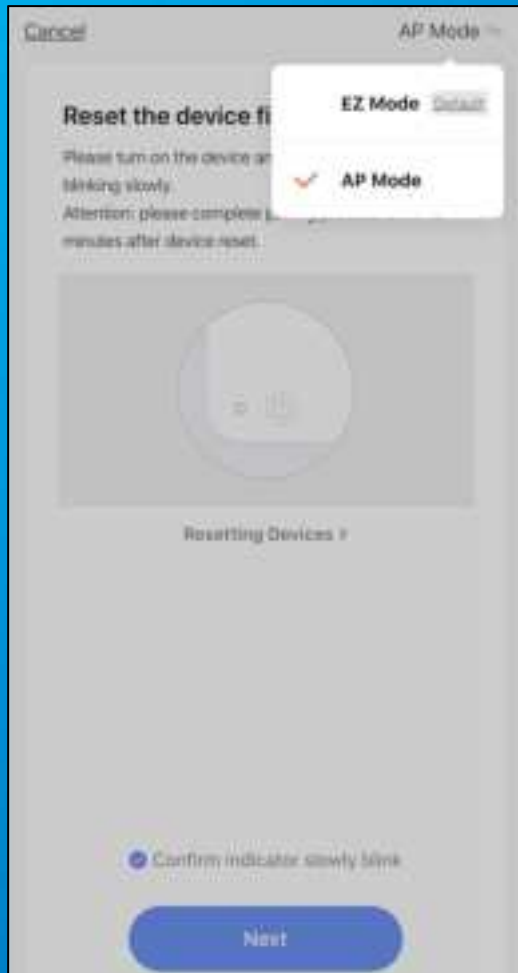 Cancel
AP Mode
EZ Mode Default
AP Mode
Reset the device fi
Please turn on the device an
blinking slowly.
Attention: please complete
minutes after device reset.
Resetting Devices
Confirm indicator slowly blink
Next